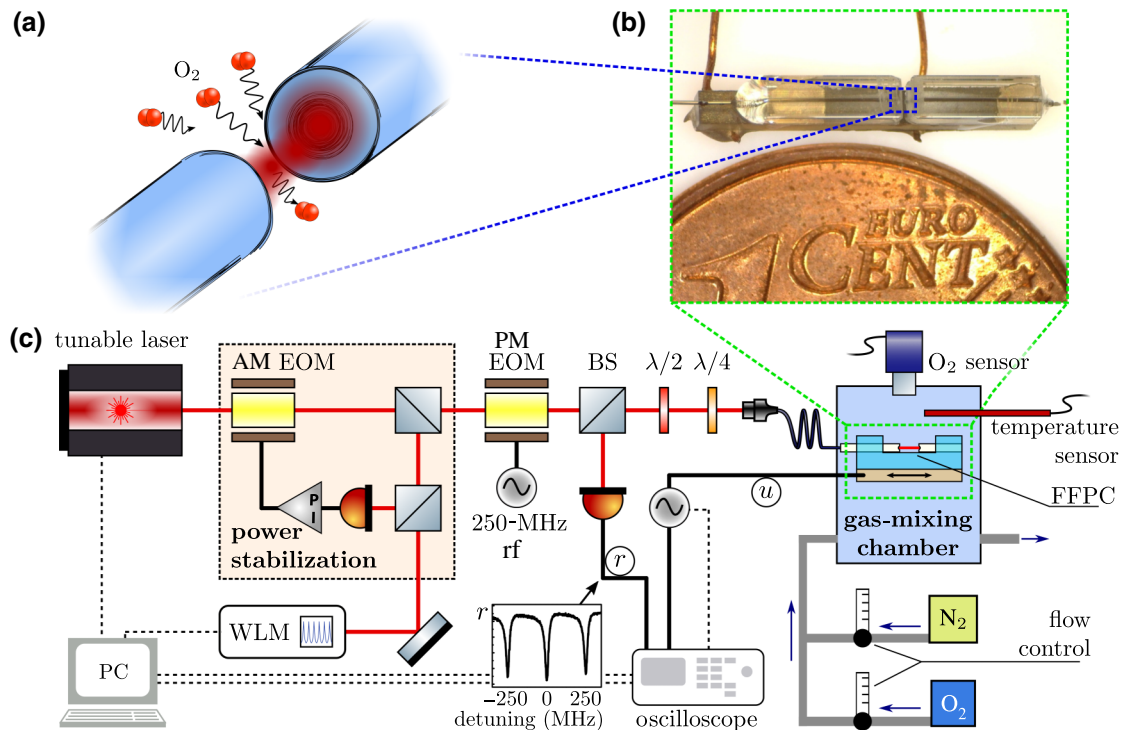 (a)
O₂
(b)
EURO
CENT
(c)
tunable laser
AM EOM
PM
EOM
BS
λ/2
λ/4
O₂ sensor
temperature
sensor
FFPC
P
I
power
stabilization
250-MHz
rf
u
r
gas-mixing
chamber
WLM
r
N₂
flow
control
PC
−250 0 250
detuning (MHz)
oscilloscope
O₂